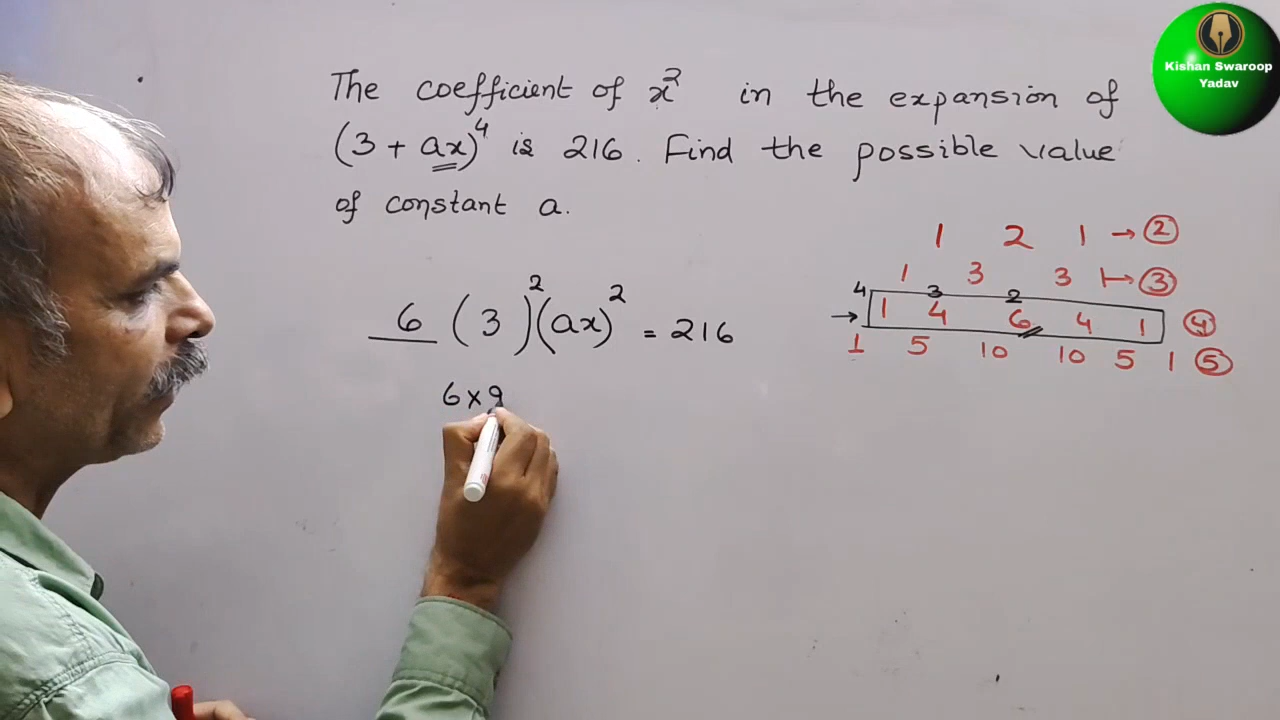 Kishan Swaroop
Yadav
The coefficient of x² in the expansion of
(3 + ax)⁴ is 216. Find the possible value
of constant a.
1 2 1 → ②
1 3 3 1 → ③
4 3 2
→ 1 4 6 4 1 ④
1 5 10 10 5 1 ⑤
6 (3)² (ax)² = 216
6 × 9